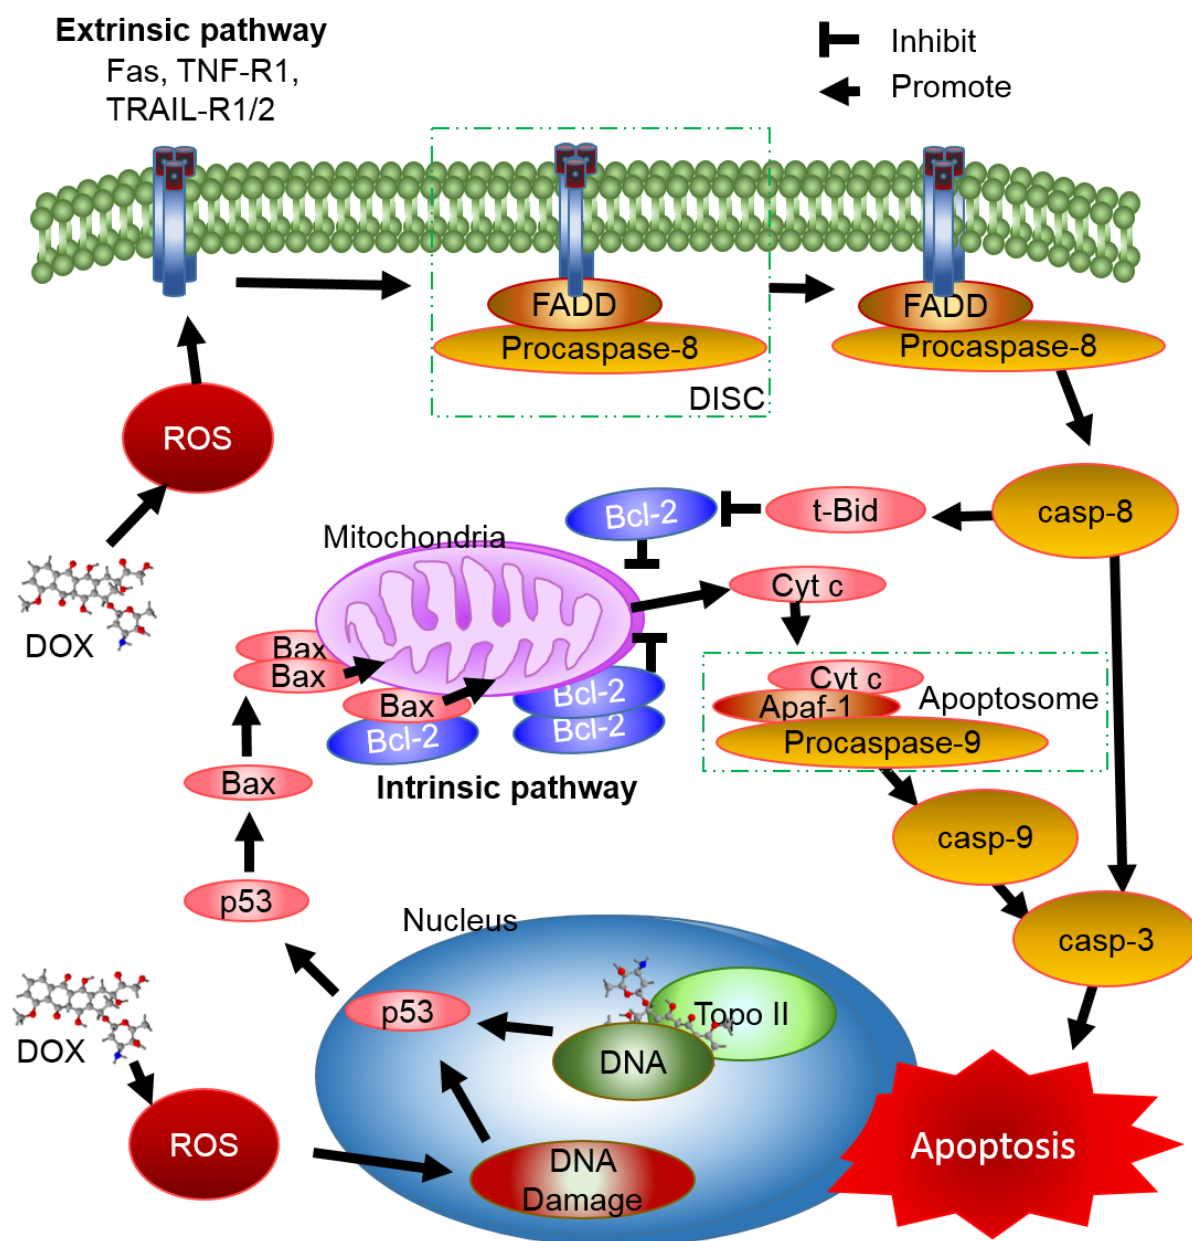 Extrinsic pathway
Fas, TNF-R1,
TRAIL-R1/2
Inhibit
Promote
FADD
Procaspase-8
DISC
FADD
Procaspase-8
ROS
DOX
Mitochondria
Bcl-2
t-Bid
casp-8
Cyt c
Bax
Bax
Bax
Bcl-2
Bcl-2
Bcl-2
Cyt c
Apaf-1
Apoptosome
Procaspase-9
Intrinsic pathway
Bax
casp-9
p53
Nucleus
casp-3
DOX
p53
Topo II
DNA
ROS
DNA
Damage
Apoptosis